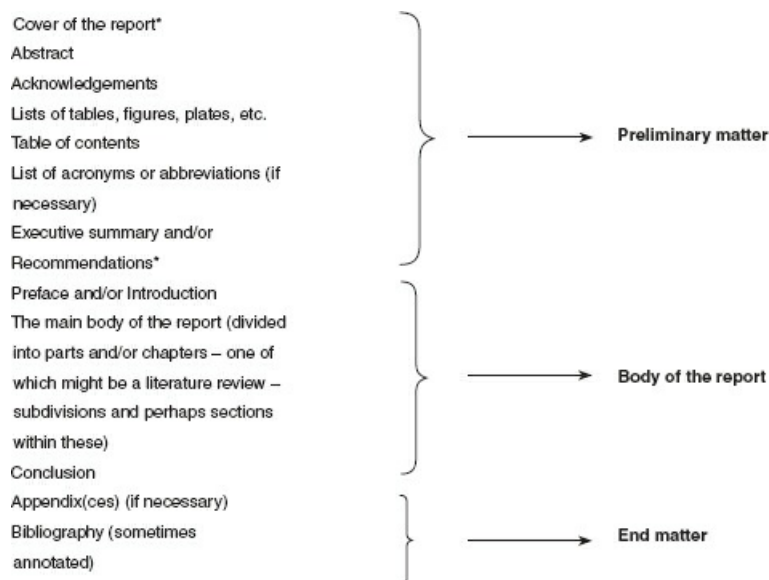 Cover of the report*
Abstract
Acknowledgements
Lists of tables, figures, plates, etc.
Table of contents
Preliminary matter
List of acronyms or abbreviations (if
necessary)
Executive summary and/or
Recommendations*
Preface and/or Introduction
The main body of the report (divided
into parts and/or chapters – one of
which might be a literature review –
subdivisions and perhaps sections
within these)
Body of the report
Conclusion
Appendix(ces) (if necessary)
Bibliography (sometimes
annotated)
End matter